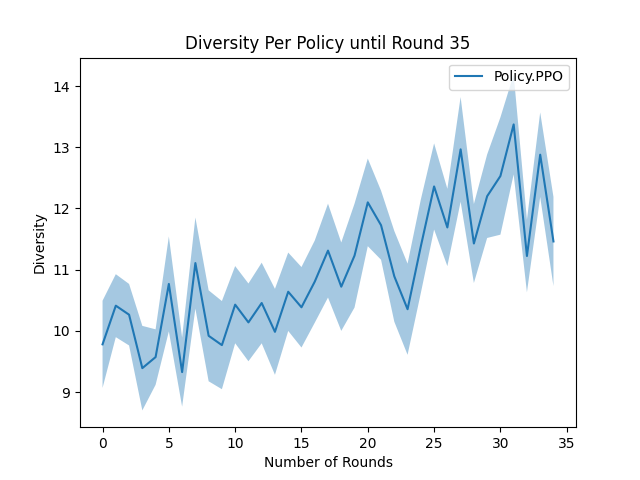 Diversity Per Policy until Round 35
Policy.PPO
14
13
12
11
10
9
Diversity
0 5 10 15 20 25 30 35
Number of Rounds